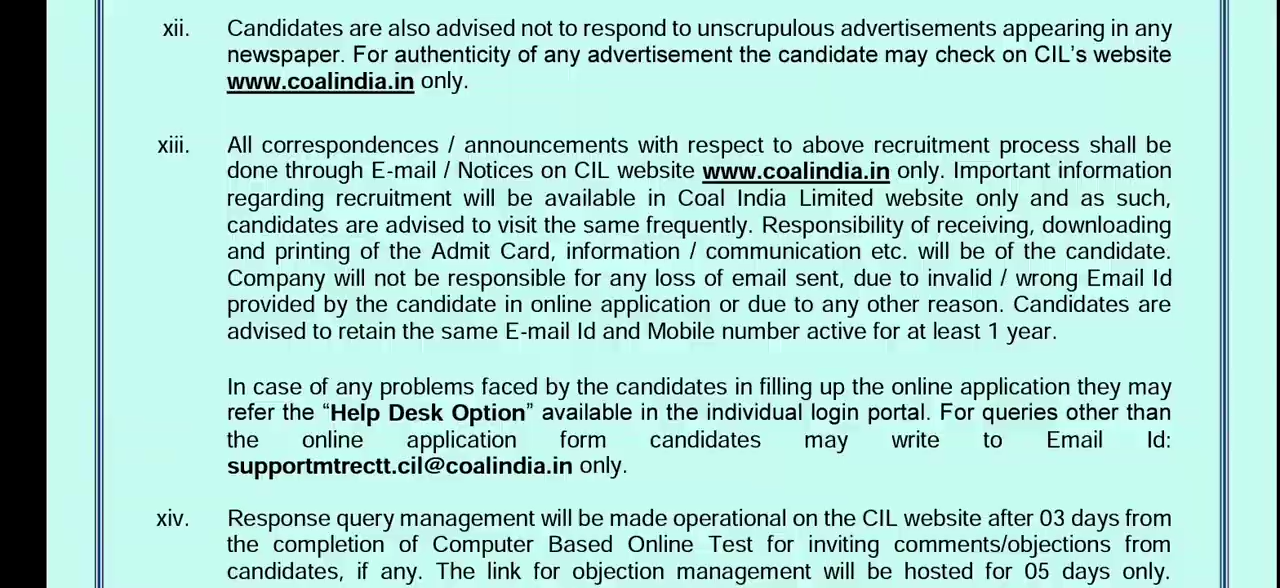 xii. Candidates are also advised not to respond to unscrupulous advertisements appearing in any
newspaper. For authenticity of any advertisement the candidate may check on CIL's website
www.coalindia.in only.
xiii. All correspondences / announcements with respect to above recruitment process shall be
done through E-mail / Notices on CIL website www.coalindia.in only. Important information
regarding recruitment will be available in Coal India Limited website only and as such,
candidates are advised to visit the same frequently. Responsibility of receiving, downloading
and printing of the Admit Card, information / communication etc. will be of the candidate.
Company will not be responsible for any loss of email sent, due to invalid / wrong Email Id
provided by the candidate in online application or due to any other reason. Candidates are
advised to retain the same E-mail Id and Mobile number active for at least 1 year.
In case of any problems faced by the candidates in filling up the online application they may
refer the “Help Desk Option” available in the individual login portal. For queries other than
the online application form candidates may write to Email Id:
supportmtrectt.cil@coalindia.in only.
xiv. Response query management will be made operational on the CIL website after 03 days from
the completion of Computer Based Online Test for inviting comments/objections from
candidates, if any. The link for objection management will be hosted for 05 days only.